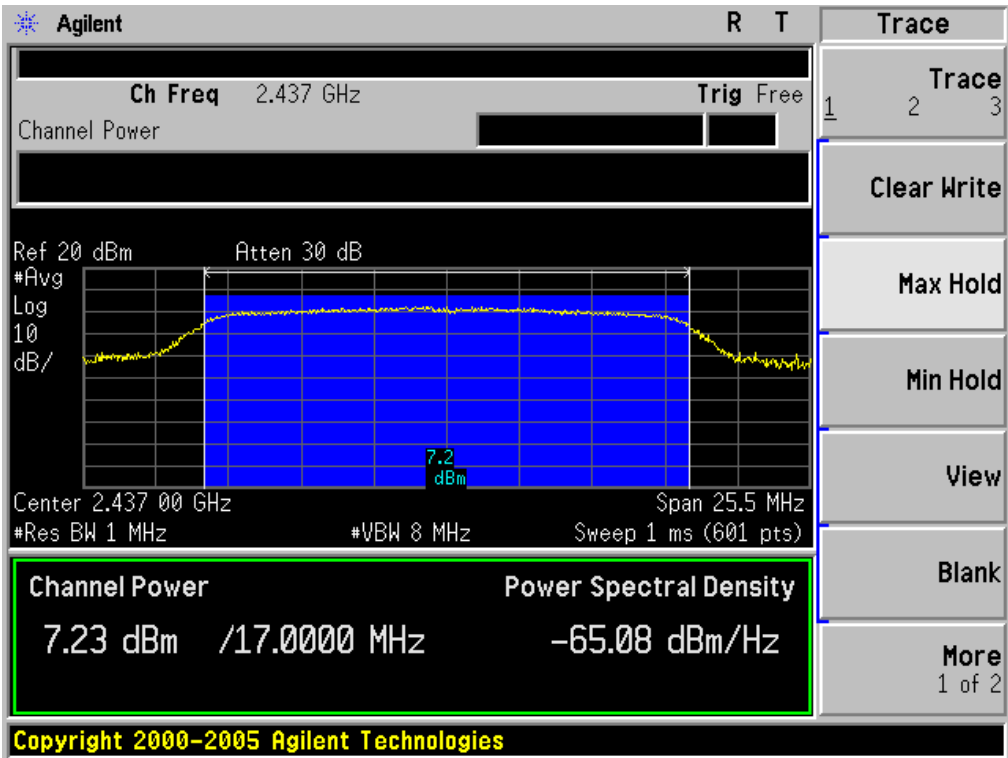 Agilent R T Trace
Ch Freq 2.437 GHz Trig Free
Channel Power
Trace
1 2 3
Clear Write
Max Hold
Min Hold
View
Blank
More
1 of 2
Ref 20 dBm Atten 30 dB
#Avg
Log
10
dB/
7.2
dBm
Center 2.437 00 GHz Span 25.5 MHz
#Res BW 1 MHz #VBW 8 MHz Sweep 1 ms (601 pts)
Channel Power Power Spectral Density
7.23 dBm /17.0000 MHz -65.08 dBm/Hz
Copyright 2000-2005 Agilent Technologies